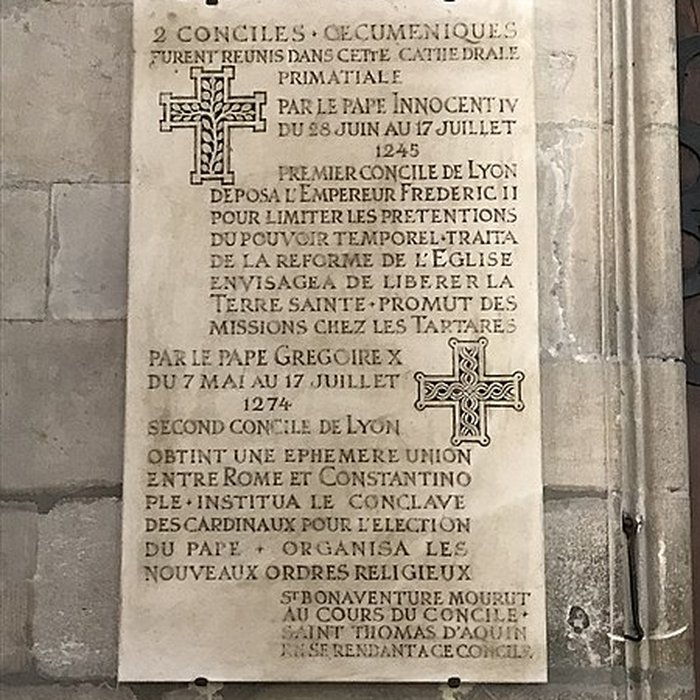 2 CONCILES · ŒCUMENIQUES
FURENT REUNIS DANS CETTE CATHEDRALE
PRIMATIALE
PAR LE PAPE INNOCENT IV
DU 28 JUIN AU 17 JUILLET
1245
PREMIER CONCILE DE LYON
DEPOSA L'EMPEREUR FREDERIC II
POUR LIMITER LES PRETENTIONS
DU POUVOIR TEMPOREL · TRAITA
DE LA REFORME DE L'EGLISE
ENVISAGEA DE LIBERER LA
TERRE SAINTE · PROMUT DES
MISSIONS CHEZ LES TARTARES
PAR LE PAPE GREGOIRE X
DU 7 MAI AU 17 JUILLET
1274
SECOND CONCILE DE LYON
OBTINT UNE EPHEMERE UNION
ENTRE ROME ET CONSTANTINO
PLE · INSTITUA LE CONCLAVE
DES CARDINAUX POUR L'ELECTION
DU PAPE + ORGANISA LES
NOUVEAUX ORDRES RELIGIEUX
ST BONAVENTURE MOURUT
AU COURS DU CONCILE ·
SAINT THOMAS D'AQUIN
EN SE RENDANT A CE CONCILE